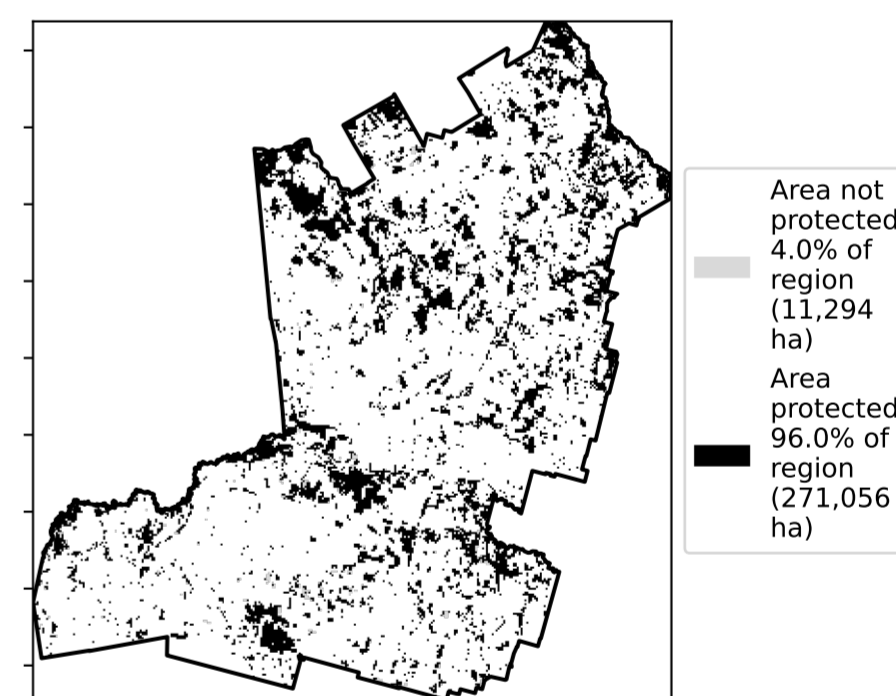 Area not
protected
4.0% of
region
(11,294
ha)
Area
protected
96.0% of
region
(271,056
ha)